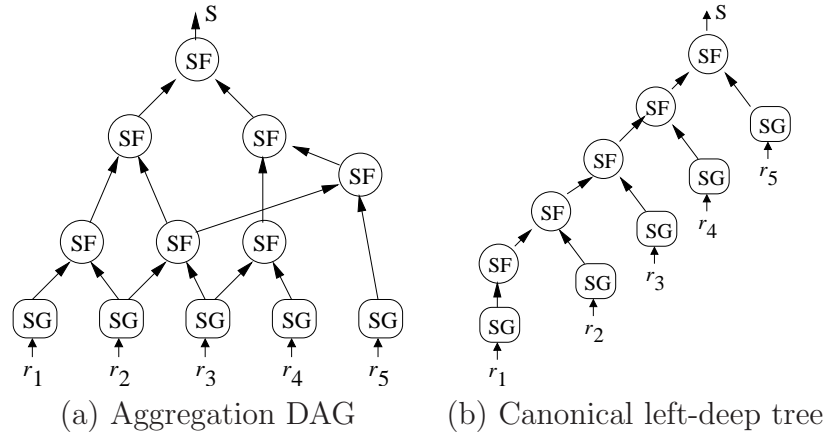 S
SF
SF SF
SF
SF SF SF
SG SG SG SG SG
r1 r2 r3 r4 r5
(a) Aggregation DAG
S
SF
SF SG
r5
SF SG
r4
SF SG
r3
SF SG
r2
SG
r1
(b) Canonical left-deep tree